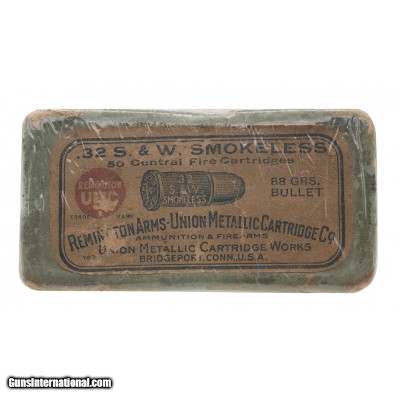 .32 S. & W. SMOKELESS
50 Central Fire Cartridges
REMINGTON
UMC
TRADE MARK
32
S. & W.
SMOKELESS
88 GRS.
BULLET
REMINGTON ARMS-UNION METALLIC CARTRIDGE CO.
AMMUNITION & FIREARMS
UNION METALLIC CARTRIDGE WORKS
BRIDGEPORT, CONN., U.S.A.
GunsInternational.com